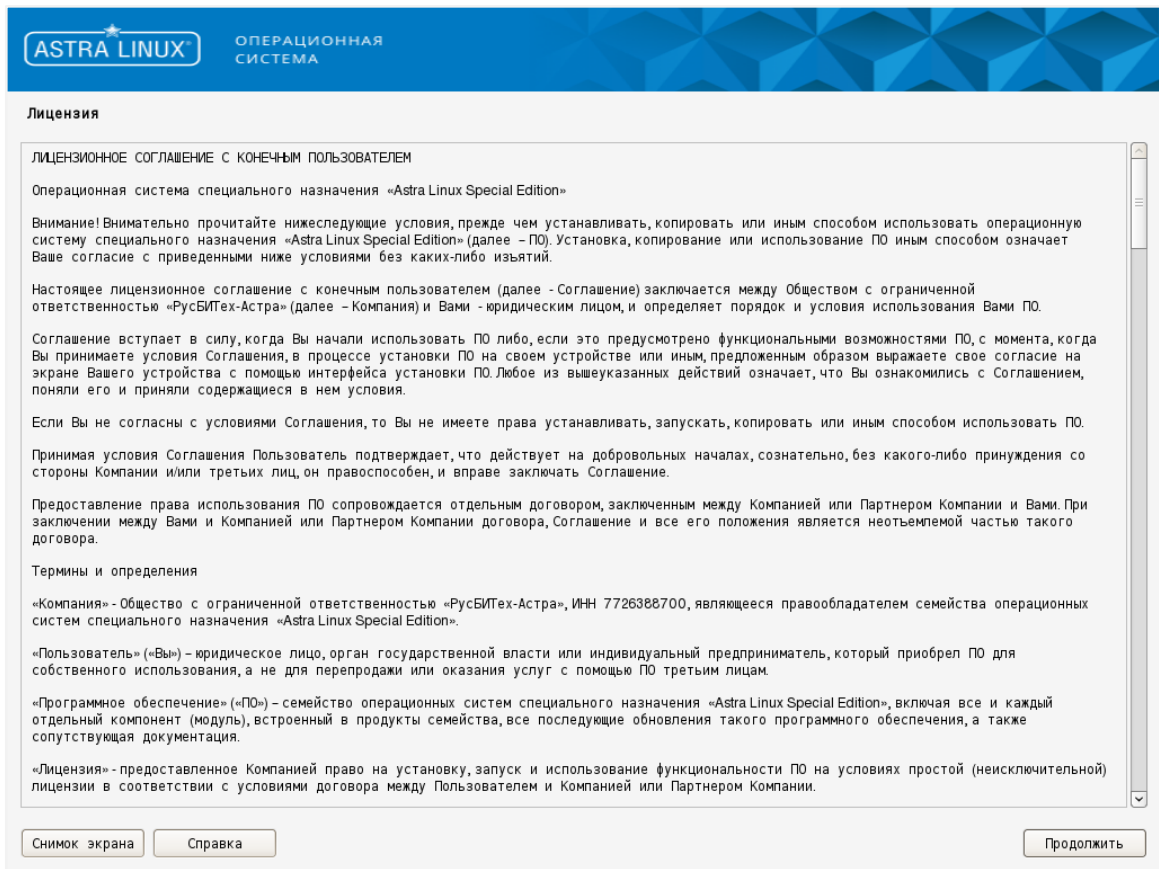 ASTRA LINUX®
ОПЕРАЦИОННАЯ
СИСТЕМА
Лицензия
ЛИЦЕНЗИОННОЕ СОГЛАШЕНИЕ С КОНЕЧНЫМ ПОЛЬЗОВАТЕЛЕМ
Операционная система специального назначения «Astra Linux Special Edition»
Внимание! Внимательно прочитайте нижеследующие условия, прежде чем устанавливать, копировать или иным способом использовать операционную
систему специального назначения «Astra Linux Special Edition» (далее – ПО). Установка, копирование или использование ПО иным способом означает
Ваше согласие с приведенными ниже условиями без каких-либо изъятий.
Настоящее лицензионное соглашение с конечным пользователем (далее - Соглашение) заключается между Обществом с ограниченной
ответственностью «РусБИТех-Астра» (далее – Компания) и Вами - юридическим лицом, и определяет порядок и условия использования Вами ПО.
Соглашение вступает в силу, когда Вы начали использовать ПО либо, если это предусмотрено функциональными возможностями ПО, с момента, когда
Вы принимаете условия Соглашения, в процессе установки ПО на своем устройстве или иным, предложенным образом выражаете свое согласие на
экране Вашего устройства с помощью интерфейса установки ПО. Любое из вышеуказанных действий означает, что Вы ознакомились с Соглашением,
поняли его и приняли содержащиеся в нем условия.
Если Вы не согласны с условиями Соглашения, то Вы не имеете права устанавливать, запускать, копировать или иным способом использовать ПО.
Принимая условия Соглашения Пользователь подтверждает, что действует на добровольных началах, сознательно, без какого-либо принуждения со
стороны Компании и/или третьих лиц, он правоспособен, и вправе заключать Соглашение.
Предоставление права использования ПО сопровождается отдельным договором, заключенным между Компанией или Партнером Компании и Вами. При
заключении между Вами и Компанией или Партнером Компании договора, Соглашение и все его положения является неотъемлемой частью такого
договора.
Термины и определения
«Компания» - Общество с ограниченной ответственностью «РусБИТех-Астра», ИНН 7726388700, являющееся правообладателем семейства операционных
систем специального назначения «Astra Linux Special Edition».
«Пользователь» («Вы») – юридическое лицо, орган государственной власти или индивидуальный предприниматель, который приобрел ПО для
собственного использования, а не для перепродажи или оказания услуг с помощью ПО третьим лицам.
«Программное обеспечение» («ПО») – семейство операционных систем специального назначения «Astra Linux Special Edition», включая все и каждый
отдельный компонент (модуль), встроенный в продукты семейства, все последующие обновления такого программного обеспечения, а также
сопутствующая документация.
«Лицензия» - предоставленное Компанией право на установку, запуск и использование функциональности ПО на условиях простой (неисключительной)
лицензии в соответствии с условиями договора между Пользователем и Компанией или Партнером Компании.
Снимок экрана
Справка
Продолжить